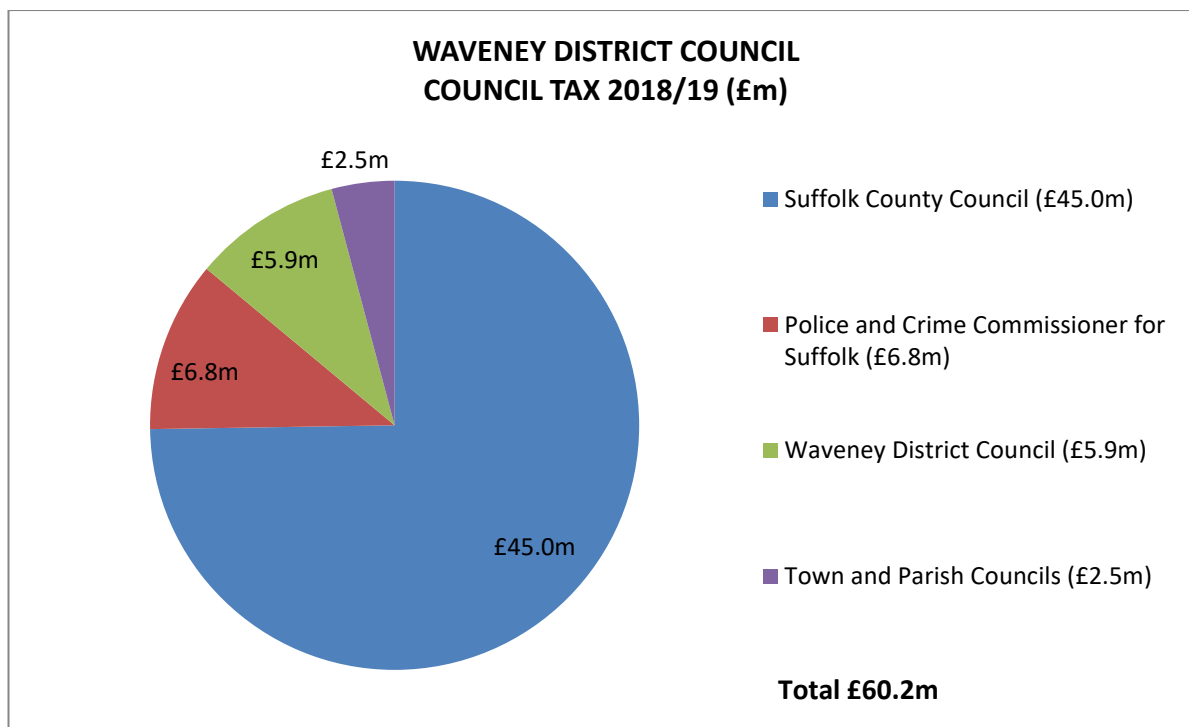 WAVENEY DISTRICT COUNCIL
COUNCIL TAX 2018/19 (£m)
£2.5m
£5.9m
£6.8m
£45.0m
Suffolk County Council (£45.0m)
Police and Crime Commissioner for
Suffolk (£6.8m)
Waveney District Council (£5.9m)
Town and Parish Councils (£2.5m)
Total £60.2m